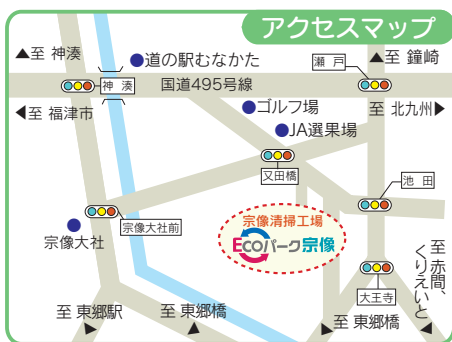 アクセスマップ
▲至 神湊
●道の駅むなかた
瀬戸
▲至 鐘崎
神湊
国道495号線
◀至 福津市
●ゴルフ場
至 北九州▶
●JA選果場
又田橋
池田
宗像大社前
宗像大社
宗像清掃工場
Ecoパーク宗像
大王寺
至 赤間、
くりえいと
至 東郷駅
至 東郷橋
至 東郷橋